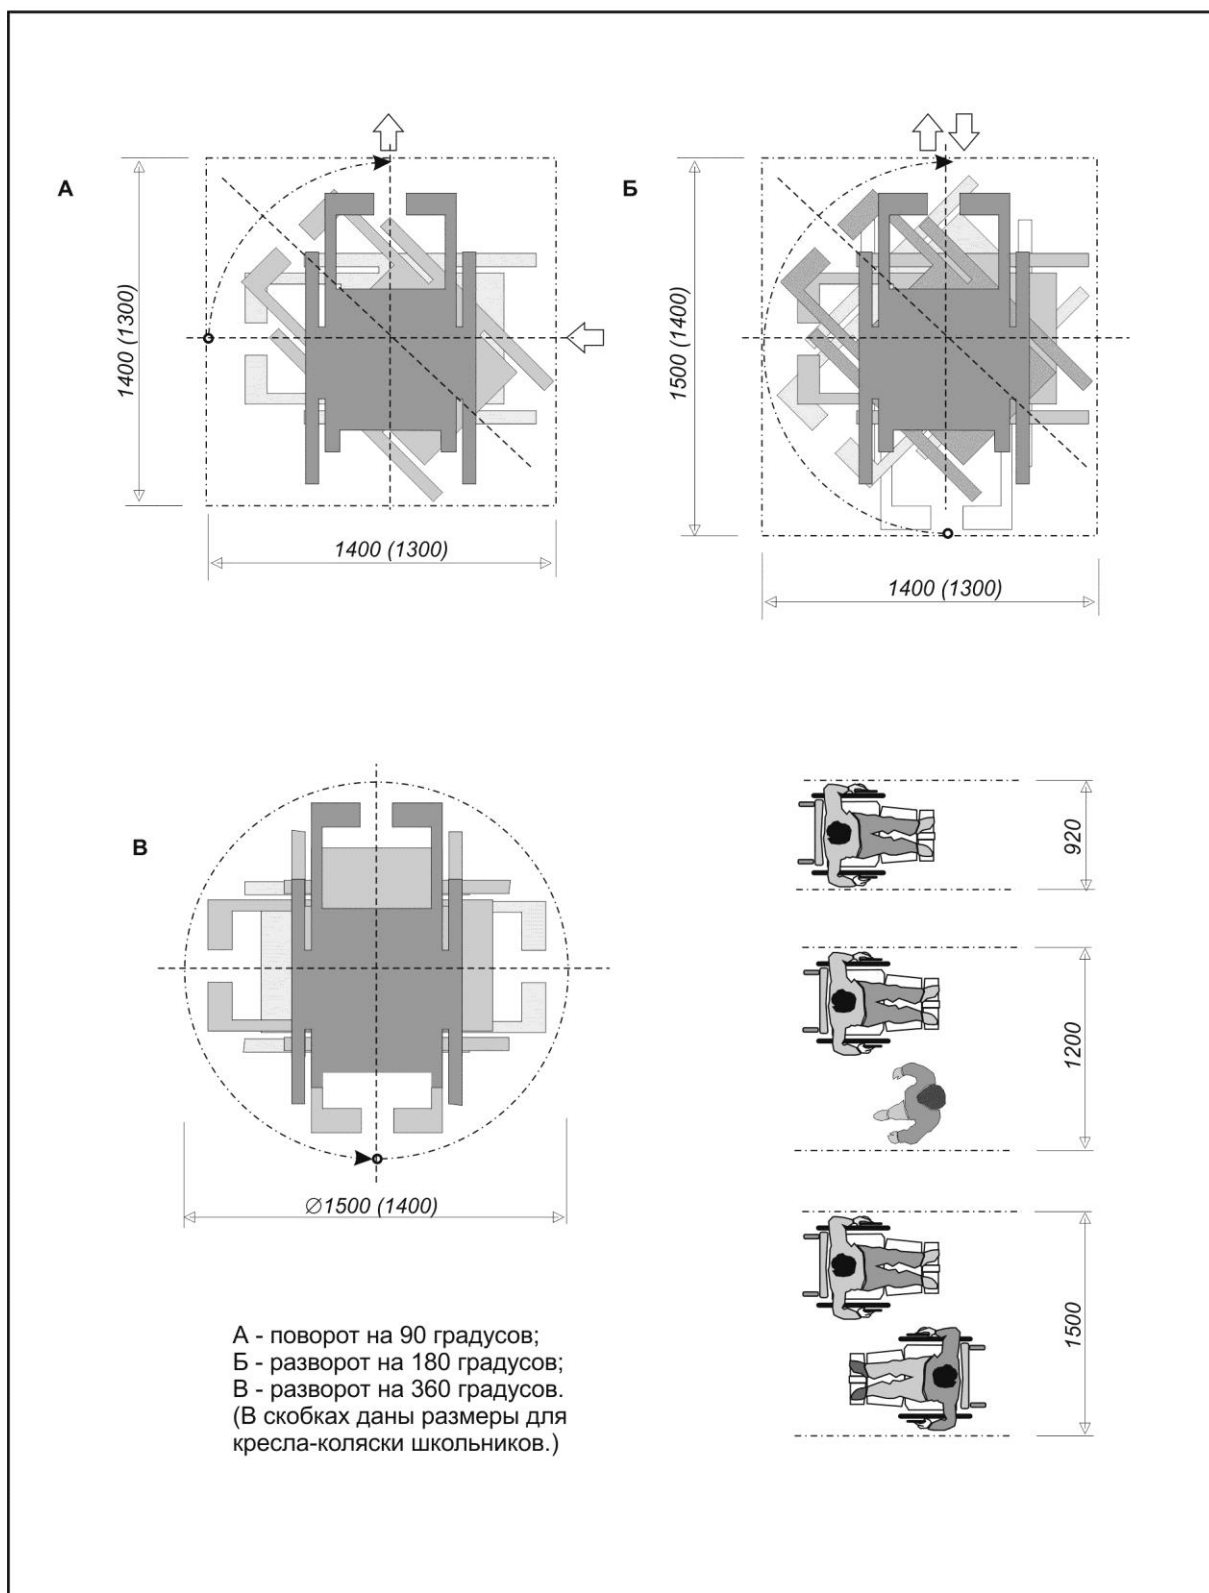 А
1400 (1300)
1400 (1300)
Б
1500 (1400)
1400 (1300)
В
∅1500 (1400)
920
1200
1500
А - поворот на 90 градусов;
Б - разворот на 180 градусов;
В - разворот на 360 градусов.
(В скобках даны размеры для
кресла-коляски школьников.)